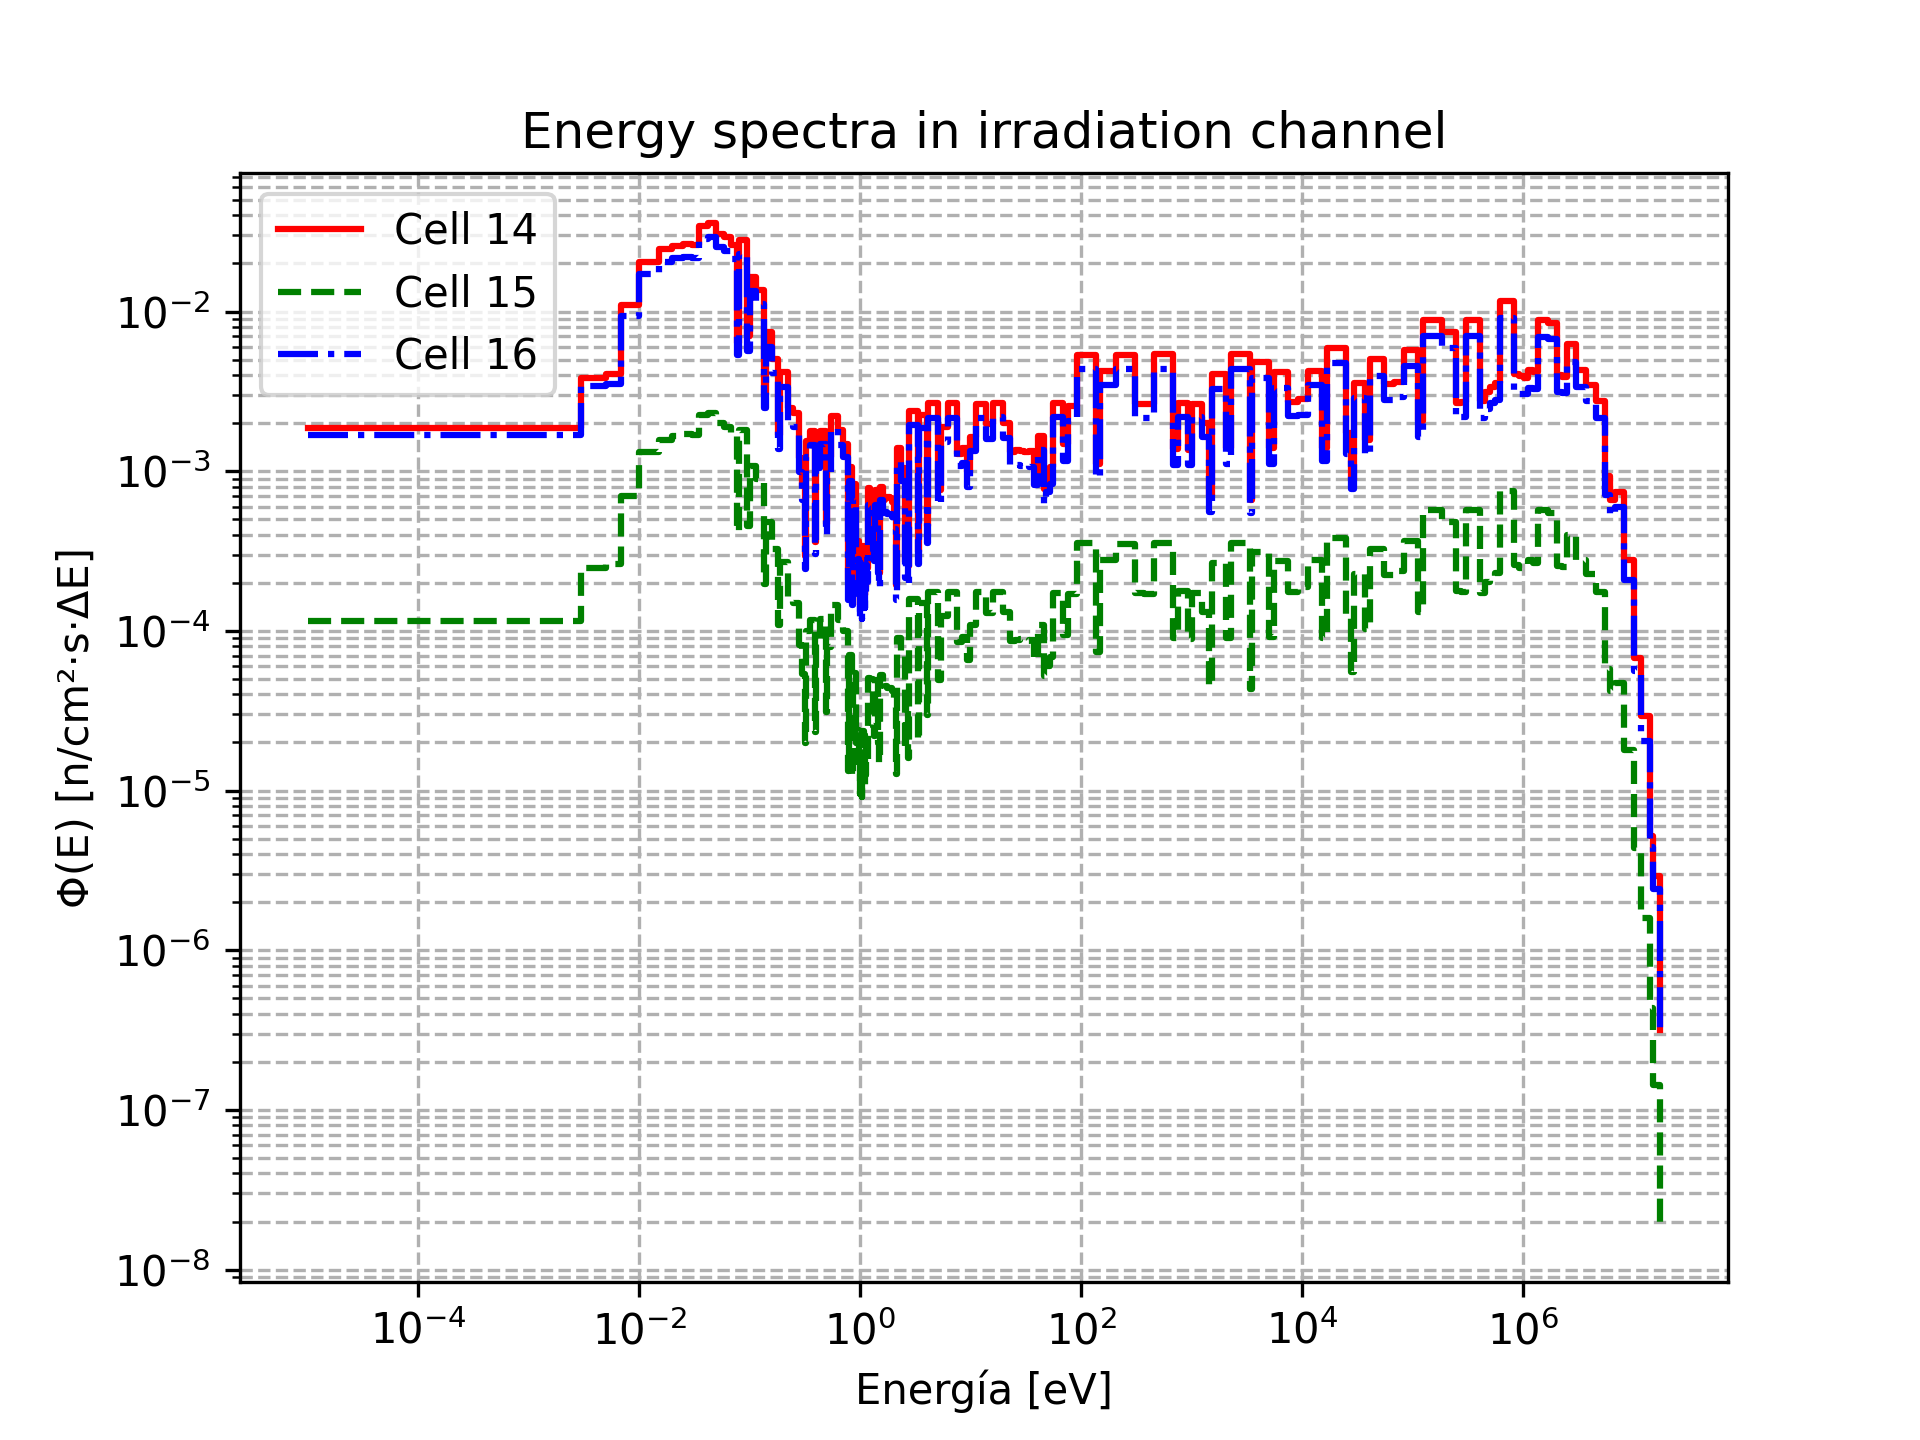 Energy spectra in irradiation channel
Cell 14
Cell 15
Cell 16
Φ(E) [n/cm²·s·ΔE]
10⁻²
10⁻³
10⁻⁴
10⁻⁵
10⁻⁶
10⁻⁷
10⁻⁸
10⁻⁴
10⁻²
10⁰
10²
10⁴
10⁶
Energía [eV]